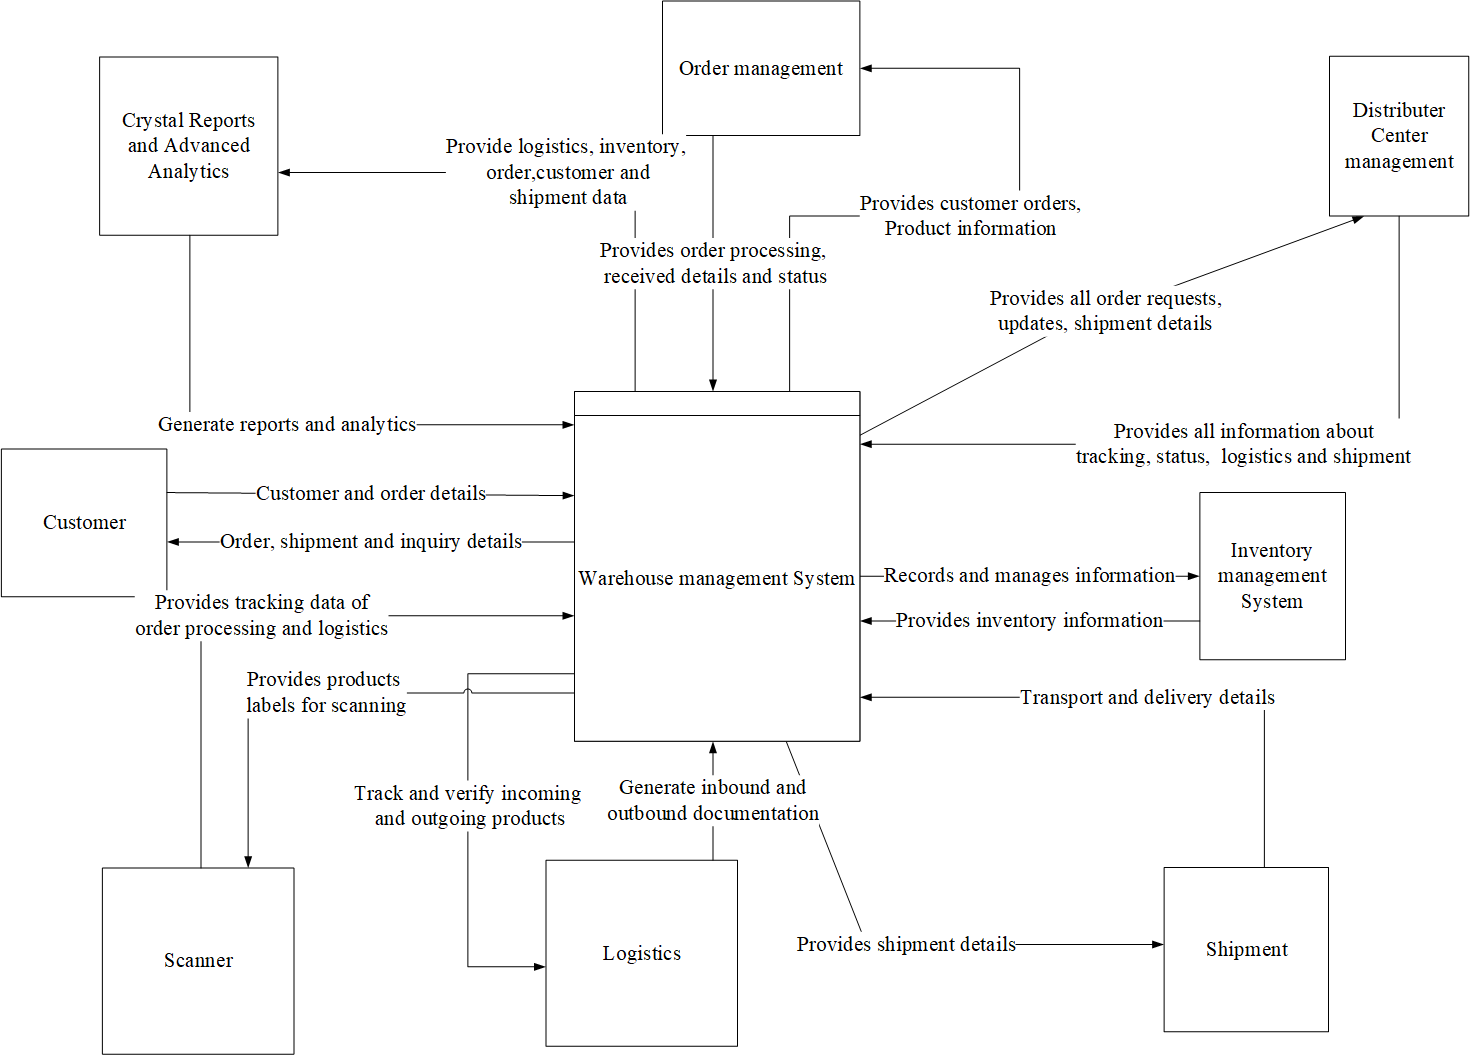 Order management
Crystal Reports
and Advanced
Analytics
Distributer
Center
management
Provide logistics, inventory,
order,customer and
shipment data
Provides customer orders,
Product information
Provides order processing,
received details and status
Provides all order requests,
updates, shipment details
Generate reports and analytics
Provides all information about
tracking, status,  logistics and shipment
Customer and order details
Customer
Order, shipment and inquiry details
Warehouse management System
Records and manages information
Inventory
management
System
Provides tracking data of
order processing and logistics
Provides inventory information
Provides products
labels for scanning
Transport and delivery details
Track and verify incoming
and outgoing products
Generate inbound and
outbound documentation
Provides shipment details
Scanner
Logistics
Shipment